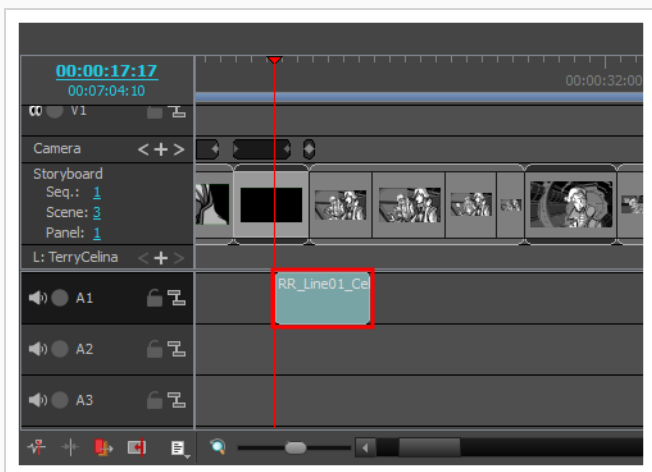 00:00:17:17
00:07:04:10
00:00:32:00
V1
Camera
Storyboard
Seq.: 1
Scene: 3
Panel: 1
L: TerryCelina
RR_Line01_Cel
A1
A2
A3